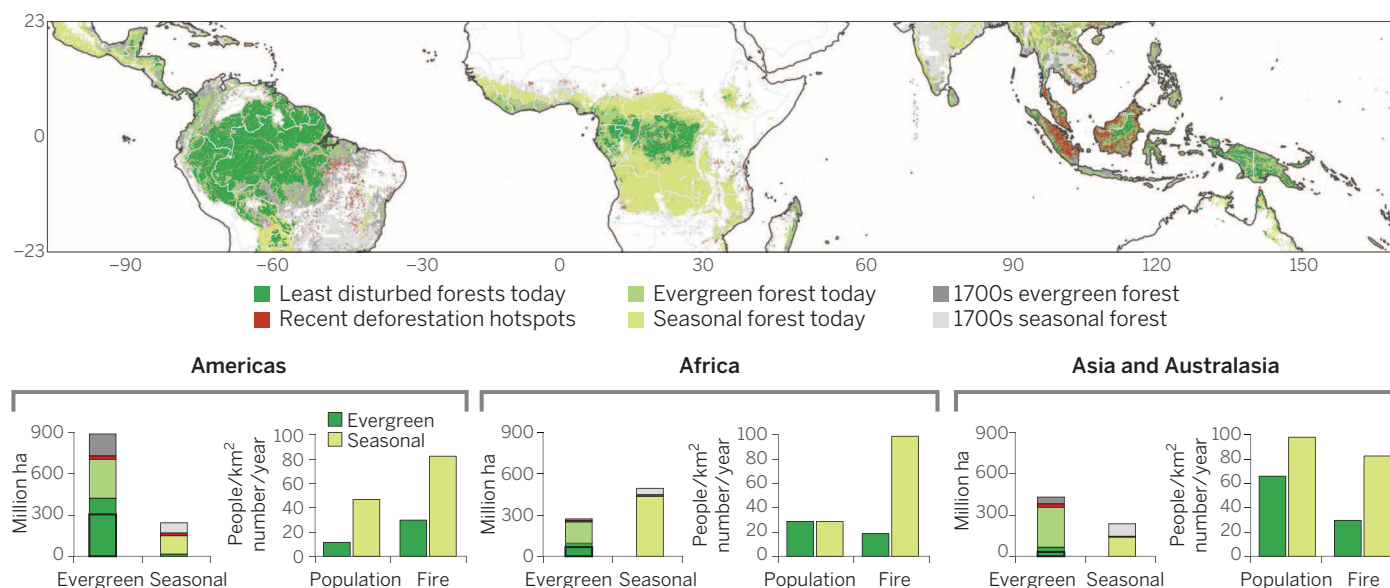 23
0
−23
−90
−60
−30
0
30
60
90
120
150
Least disturbed forests today
Evergreen forest today
1700s evergreen forest
Recent deforestation hotspots
Seasonal forest today
1700s seasonal forest
Americas
Africa
Asia and Australasia
Million ha
900
600
300
0
Evergreen Seasonal
Evergreen
Seasonal
People/km²
number/year
100
80
60
40
20
0
Population Fire
Million ha
900
600
300
0
Evergreen Seasonal
People/km²
number/year
100
80
60
40
20
0
Population Fire
Million ha
900
600
300
0
Evergreen Seasonal
People/km²
number/year
100
80
60
40
20
0
Population Fire